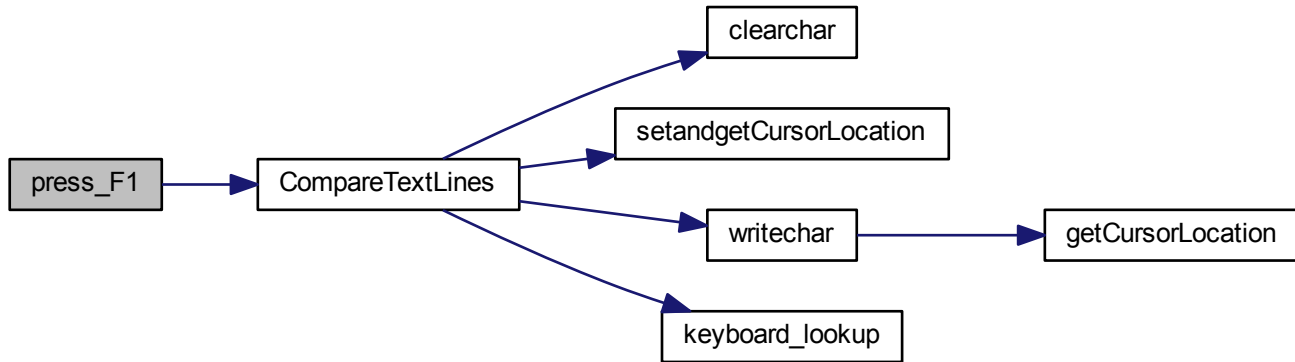 clearchar
setandgetCursorLocation
press_F1
CompareTextLines
writechar
getCursorLocation
keyboard_lookup